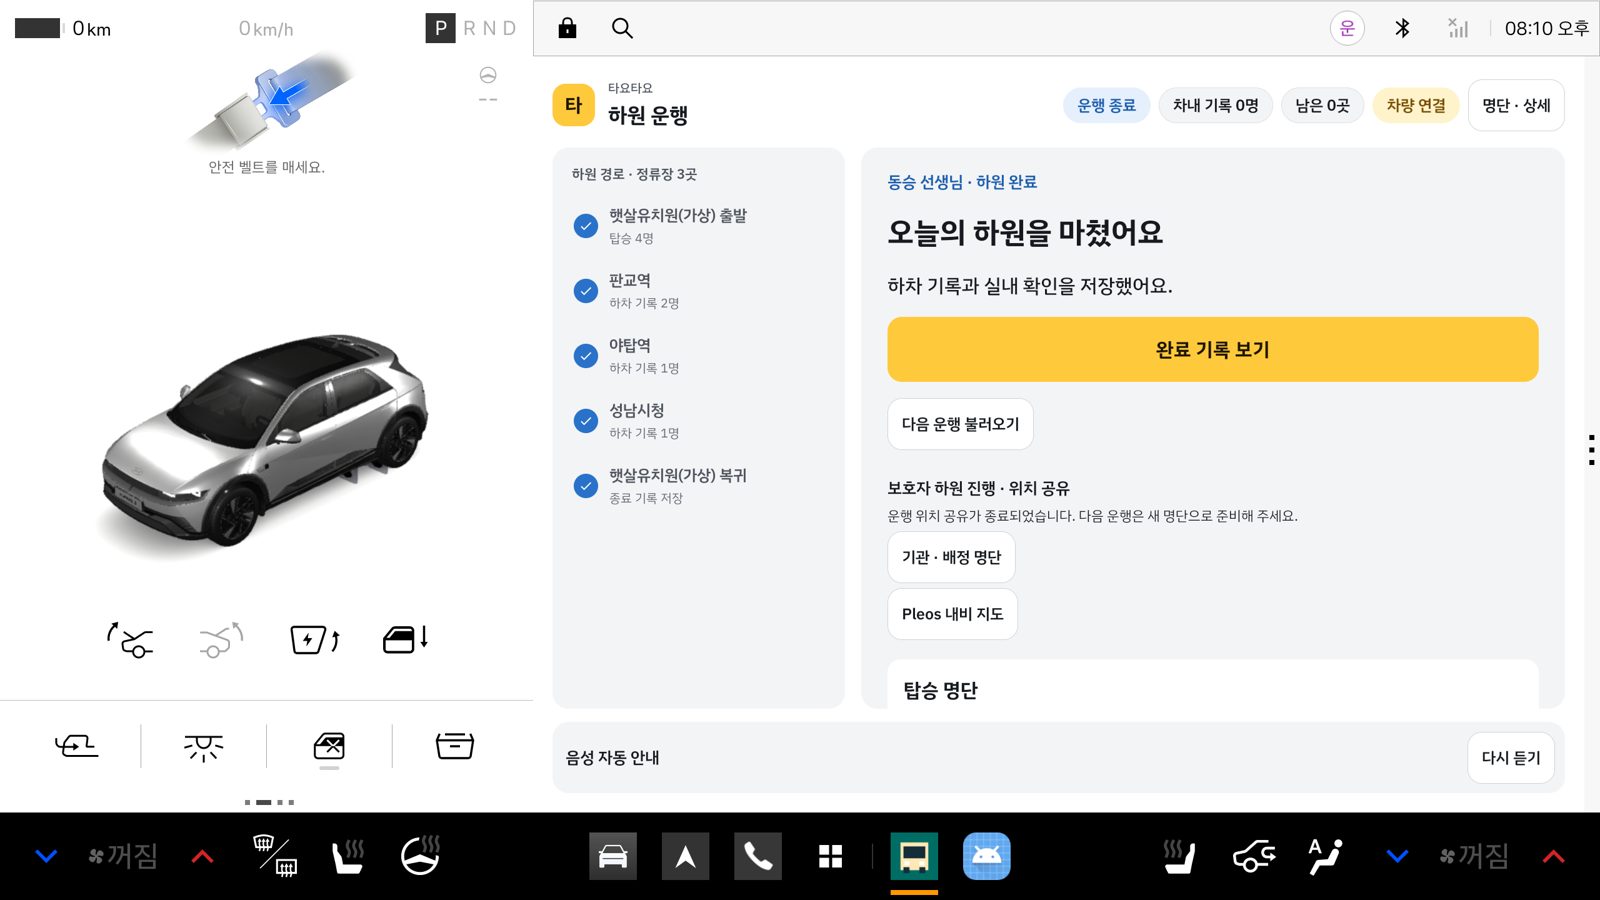 0 km
0 km/h
P R N D
운
08:10 오후
안전 벨트를 매세요.
타
타요타요
하원 운행
운행 종료
차내 기록 0명
남은 0곳
차량 연결
명단 · 상세
하원 경로 · 정류장 3곳
햇살유치원(가상) 출발
탑승 4명
판교역
하차 기록 2명
야탑역
하차 기록 1명
성남시청
하차 기록 1명
햇살유치원(가상) 복귀
종료 기록 저장
동승 선생님 · 하원 완료
오늘의 하원을 마쳤어요
하차 기록과 실내 확인을 저장했어요.
완료 기록 보기
다음 운행 불러오기
보호자 하원 진행 · 위치 공유
운행 위치 공유가 종료되었습니다. 다음 운행은 새 명단으로 준비해 주세요.
기관 · 배정 명단
Pleos 내비 지도
탑승 명단
음성 자동 안내
다시 듣기
꺼짐
A
꺼짐